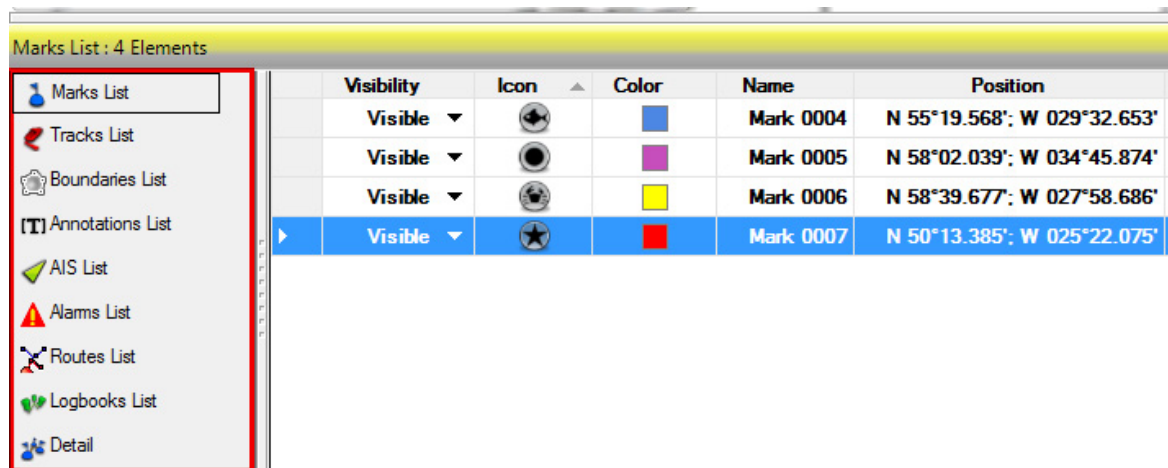 Marks List : 4 Elements
Marks List
Tracks List
Boundaries List
[T] Annotations List
AIS List
Alarms List
Routes List
Logbooks List
Detail
Visibility Icon Color Name Position
Visible Mark 0004 N 55°19.568'; W 029°32.653'
Visible Mark 0005 N 58°02.039'; W 034°45.874'
Visible Mark 0006 N 58°39.677'; W 027°58.686'
Visible Mark 0007 N 50°13.385'; W 025°22.075'